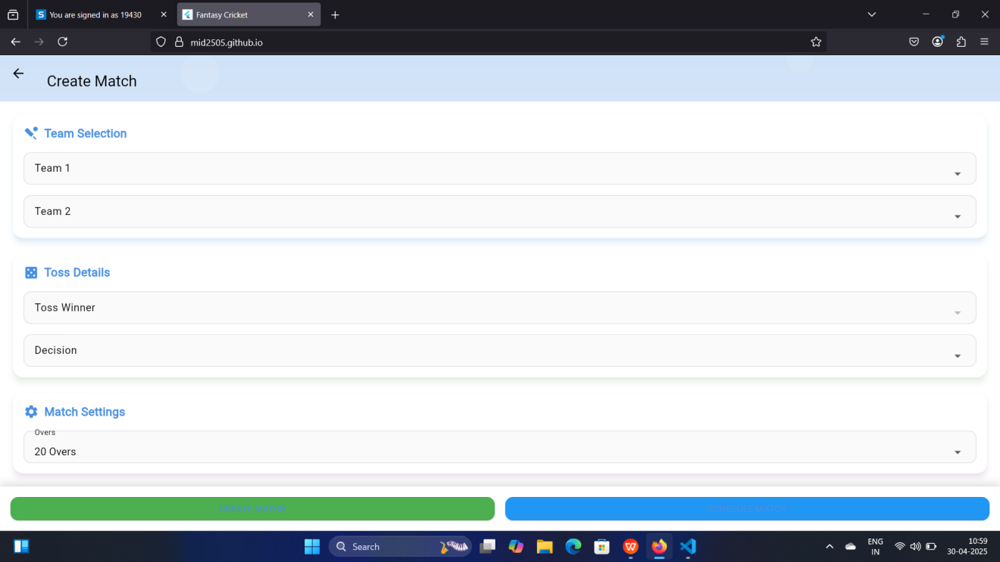 You are signed in as 19430
Fantasy Cricket
mid2505.github.io
Create Match
Team Selection
Team 1
Team 2
Toss Details
Toss Winner
Decision
Match Settings
Overs
20 Overs
CREATE MATCH
SCHEDULE MATCH
Search
ENG
IN
10:59
30-04-2025